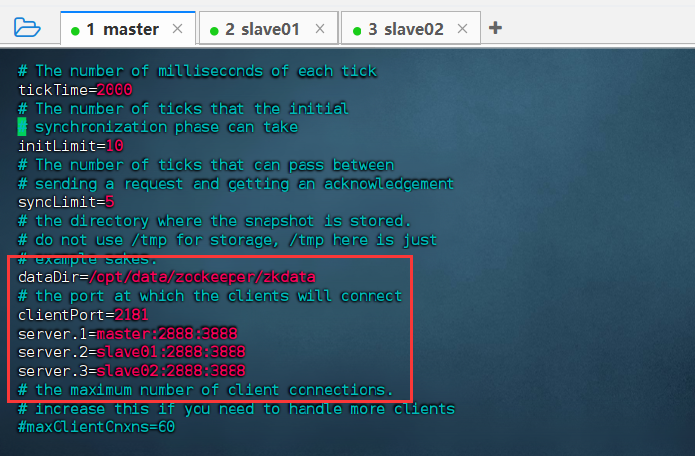 1 master × 2 slave01 × 3 slave02 × +
# The number of milliseconds of each tick
tickTime=2000
# The number of ticks that the initial
# synchronization phase can take
initLimit=10
# The number of ticks that can pass between
# sending a request and getting an acknowledgement
syncLimit=5
# the directory where the snapshot is stored.
# do not use /tmp for storage, /tmp here is just
# example sakes.
dataDir=/opt/data/zookeeper/zkdata
# the port at which the clients will connect
clientPort=2181
server.1=master:2888:3888
server.2=slave01:2888:3888
server.3=slave02:2888:3888
# the maximum number of client connections.
# increase this if you need to handle more clients
#maxClientCnxns=60